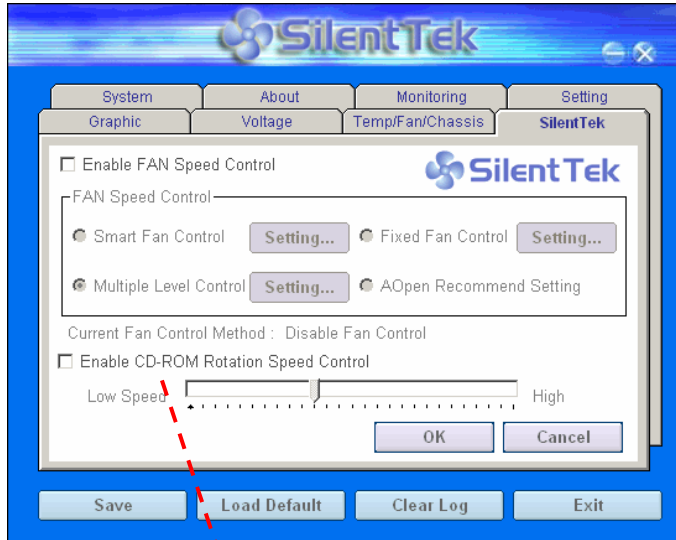 SilentTek
System About Monitoring Setting
Graphic Voltage Temp/Fan/Chassis SilentTek
Enable FAN Speed Control
SilentTek
FAN Speed Control
Smart Fan Control Setting... Fixed Fan Control Setting...
Multiple Level Control Setting... AOpen Recommend Setting
Current Fan Control Method : Disable Fan Control
Enable CD-ROM Rotation Speed Control
Low Speed High
OK Cancel
Save Load Default Clear Log Exit